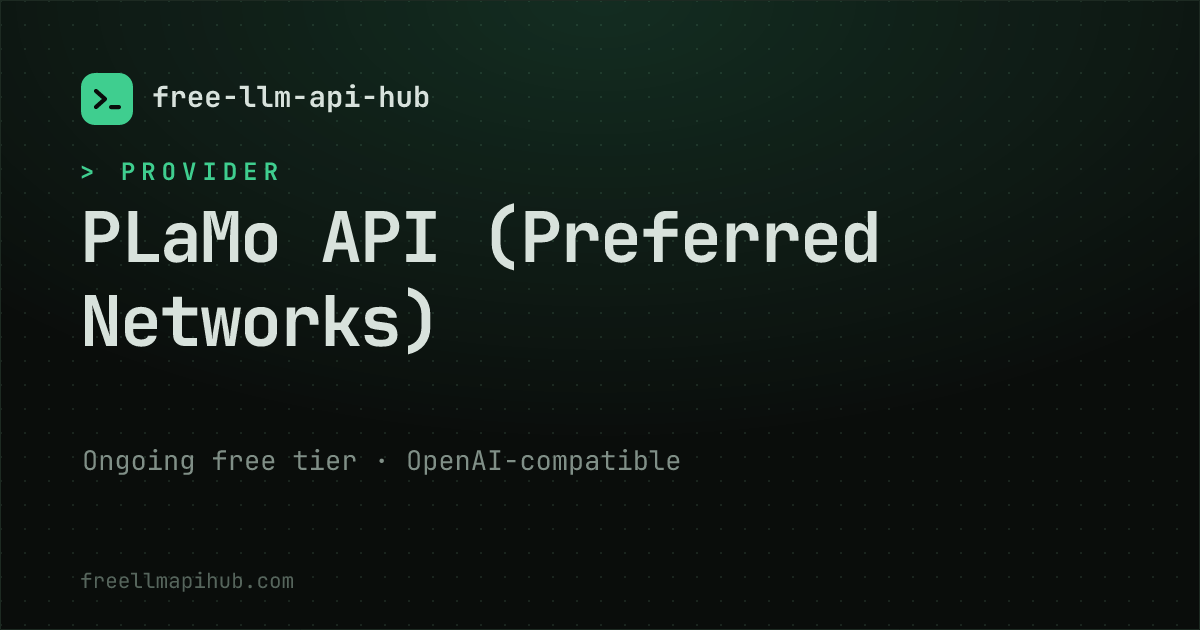 free-llm-api-hub
> PROVIDER
PLaMo API (Preferred
Networks)
Ongoing free tier · OpenAI-compatible
freellmapihub.com